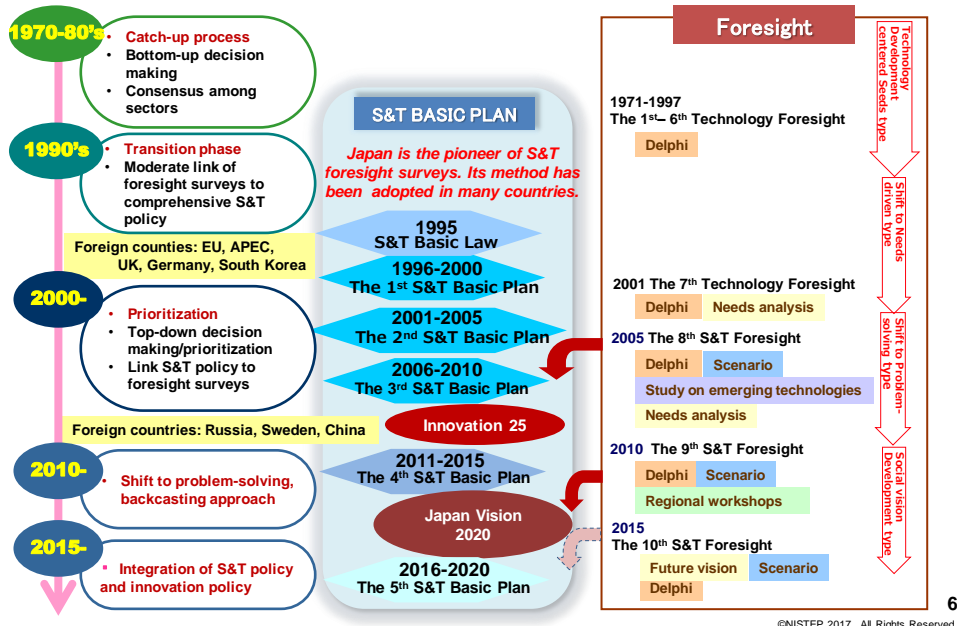 1970-80's
• Catch-up process
• Bottom-up decision
making
• Consensus among
sectors
1990's
• Transition phase
• Moderate link of
foresight surveys to
comprehensive S&T
policy
Foreign counties: EU, APEC,
UK, Germany, South Korea
2000-
• Prioritization
• Top-down decision
making/prioritization
• Link S&T policy to
foresight surveys
Foreign countries: Russia, Sweden, China
2010-
• Shift to problem-solving,
backcasting approach
2015-
▪ Integration of S&T policy
and innovation policy
S&T BASIC PLAN
Japan is the pioneer of S&T
foresight surveys. Its method has
been adopted in many countries.
1995
S&T Basic Law
1996-2000
The 1st S&T Basic Plan
2001-2005
The 2nd S&T Basic Plan
2006-2010
The 3rd S&T Basic Plan
Innovation 25
2011-2015
The 4th S&T Basic Plan
Japan Vision
2020
2016-2020
The 5th S&T Basic Plan
Foresight
1971-1997
The 1st– 6th Technology Foresight
Delphi
2001 The 7th Technology Foresight
Delphi Needs analysis
2005 The 8th S&T Foresight
Delphi Scenario
Study on emerging technologies
Needs analysis
2010 The 9th S&T Foresight
Delphi Scenario
Regional workshops
2015
The 10th S&T Foresight
Future vision Scenario
Delphi
Technology
Development
centered Seeds type
Shift to Needs
driven type
Shift to Problem-
solving type
Social vision
Development type
6
©NISTEP 2017 All Rights Reserved